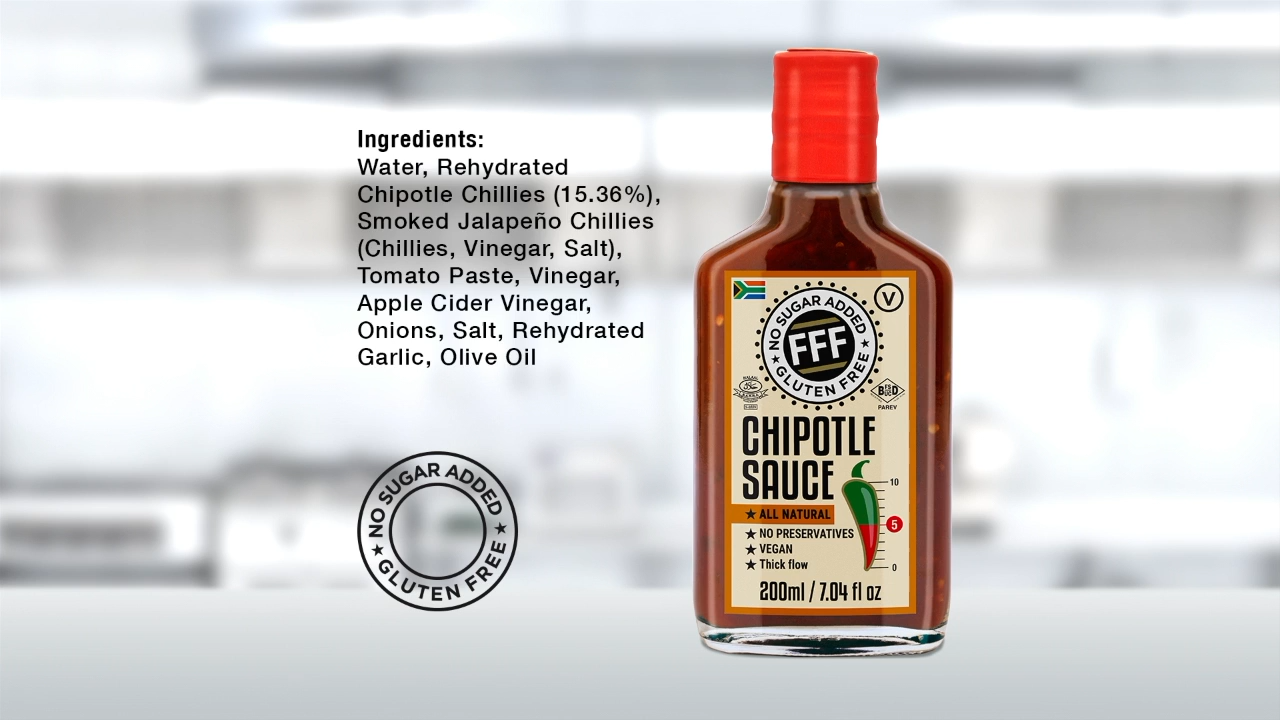 Ingredients:
Water, Rehydrated
Chipotle Chillies (15.36%),
Smoked Jalapeño Chillies
(Chillies, Vinegar, Salt),
Tomato Paste, Vinegar,
Apple Cider Vinegar,
Onions, Salt, Rehydrated
Garlic, Olive Oil
NO SUGAR ADDED
★ GLUTEN FREE ★
V
NO SUGAR ADDED
FFF
★ GLUTEN FREE ★
PAREV
CHIPOTLE
SAUCE
★ ALL NATURAL
★ NO PRESERVATIVES
★ VEGAN
★ Thick flow
10
5
0
200ml / 7.04 fl oz